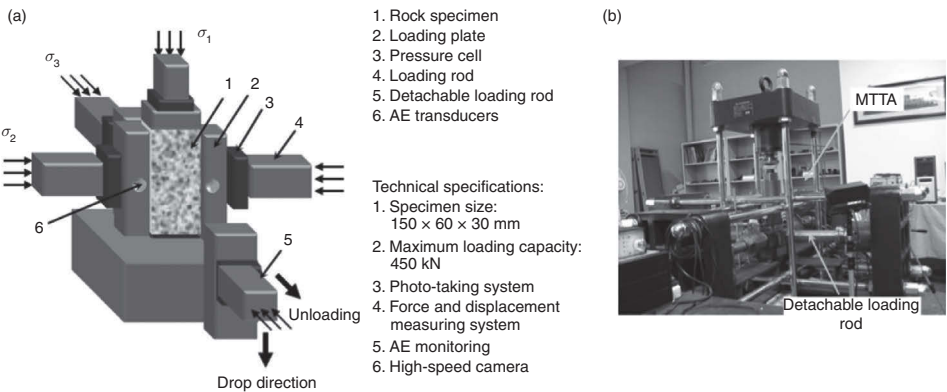 (a)
σ1
σ3
σ2
1
2
3
4
6
5
Unloading
Drop direction
1. Rock specimen
2. Loading plate
3. Pressure cell
4. Loading rod
5. Detachable loading rod
6. AE transducers
Technical specifications:
1. Specimen size:
150 × 60 × 30 mm
2. Maximum loading capacity:
450 kN
3. Photo-taking system
4. Force and displacement
measuring system
5. AE monitoring
6. High-speed camera
(b)
MTTA
Detachable loading
rod